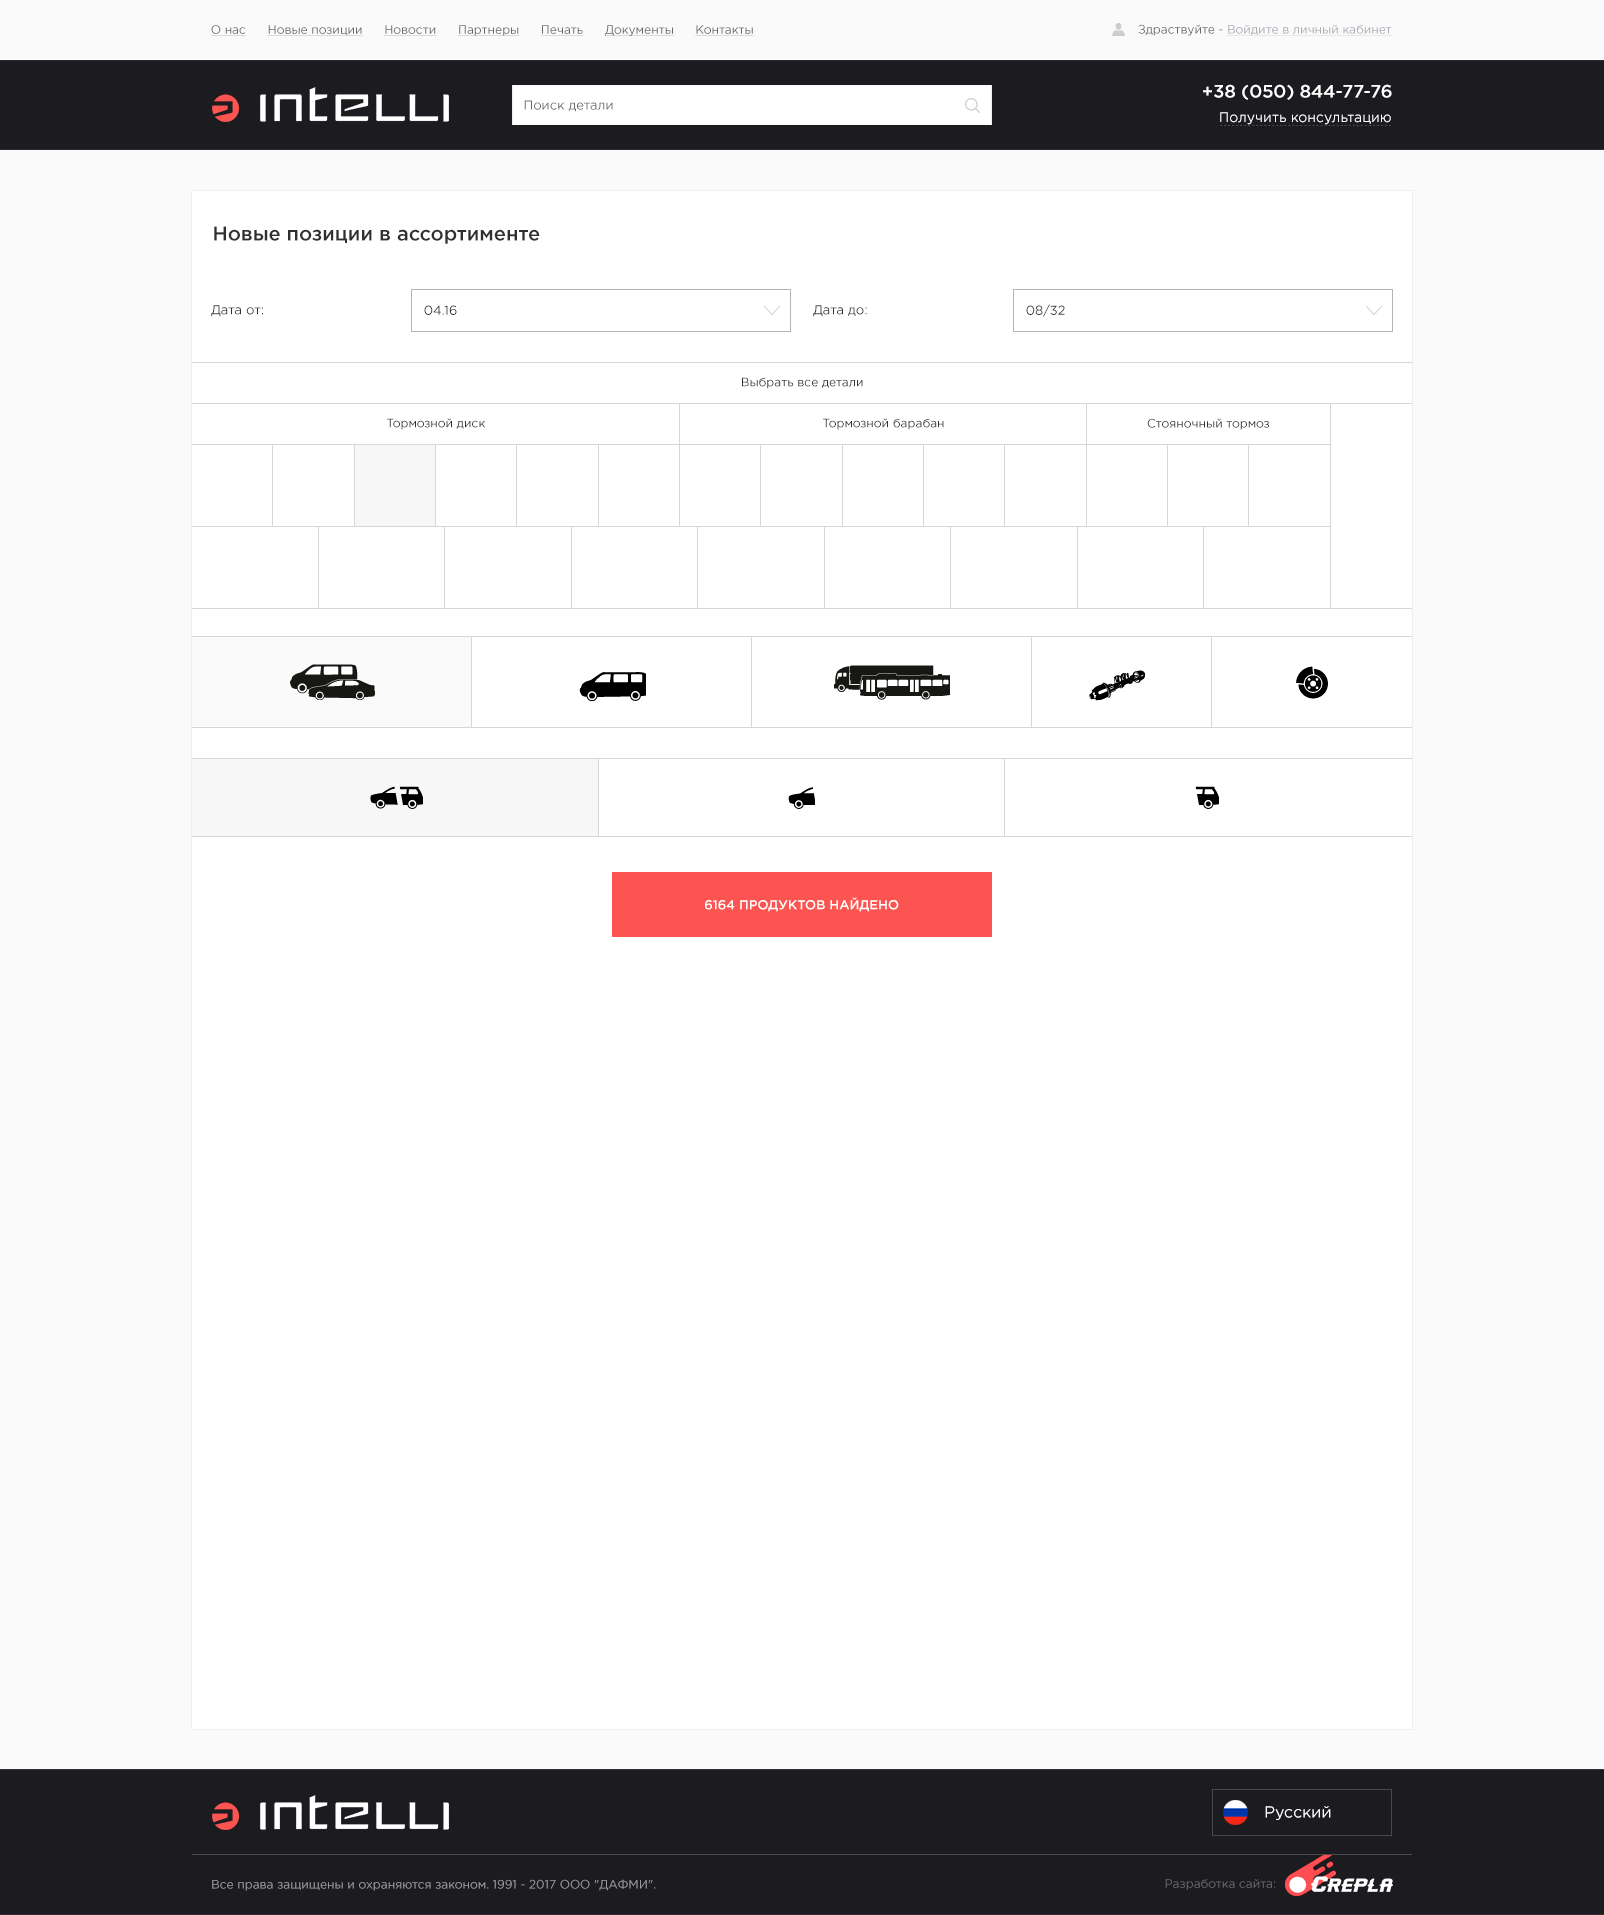 О нас Новые позиции Новости Партнеры Печать Документы Контакты Здраствуйте - Войдите в личный кабинет
INTELLI Поиск детали +38 (050) 844-77-76
Получить консультацию
Новые позиции в ассортименте
Дата от: 04.16 Дата до: 08/32
Выбрать все детали
Тормозной диск Тормозной барабан Стояночный тормоз
6164 ПРОДУКТОВ НАЙДЕНО
INTELLI Русский
Все права защищены и охраняются законом. 1991 - 2017 ООО "ДАФМИ". Разработка сайта: CREPLA